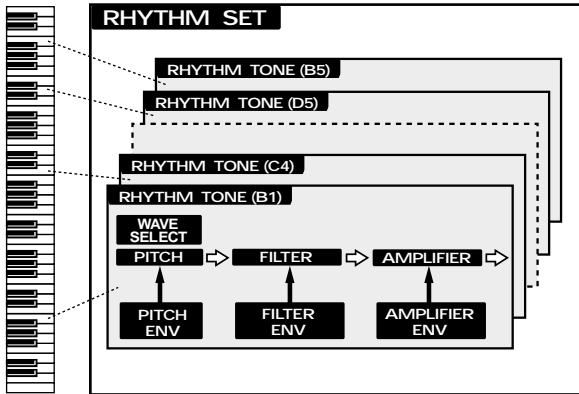 RHYTHM SET
RHYTHM TONE (B5)
RHYTHM TONE (D5)
RHYTHM TONE (C4)
RHYTHM TONE (B1)
WAVE
SELECT
PITCH
FILTER
AMPLIFIER
PITCH
ENV
FILTER
ENV
AMPLIFIER
ENV